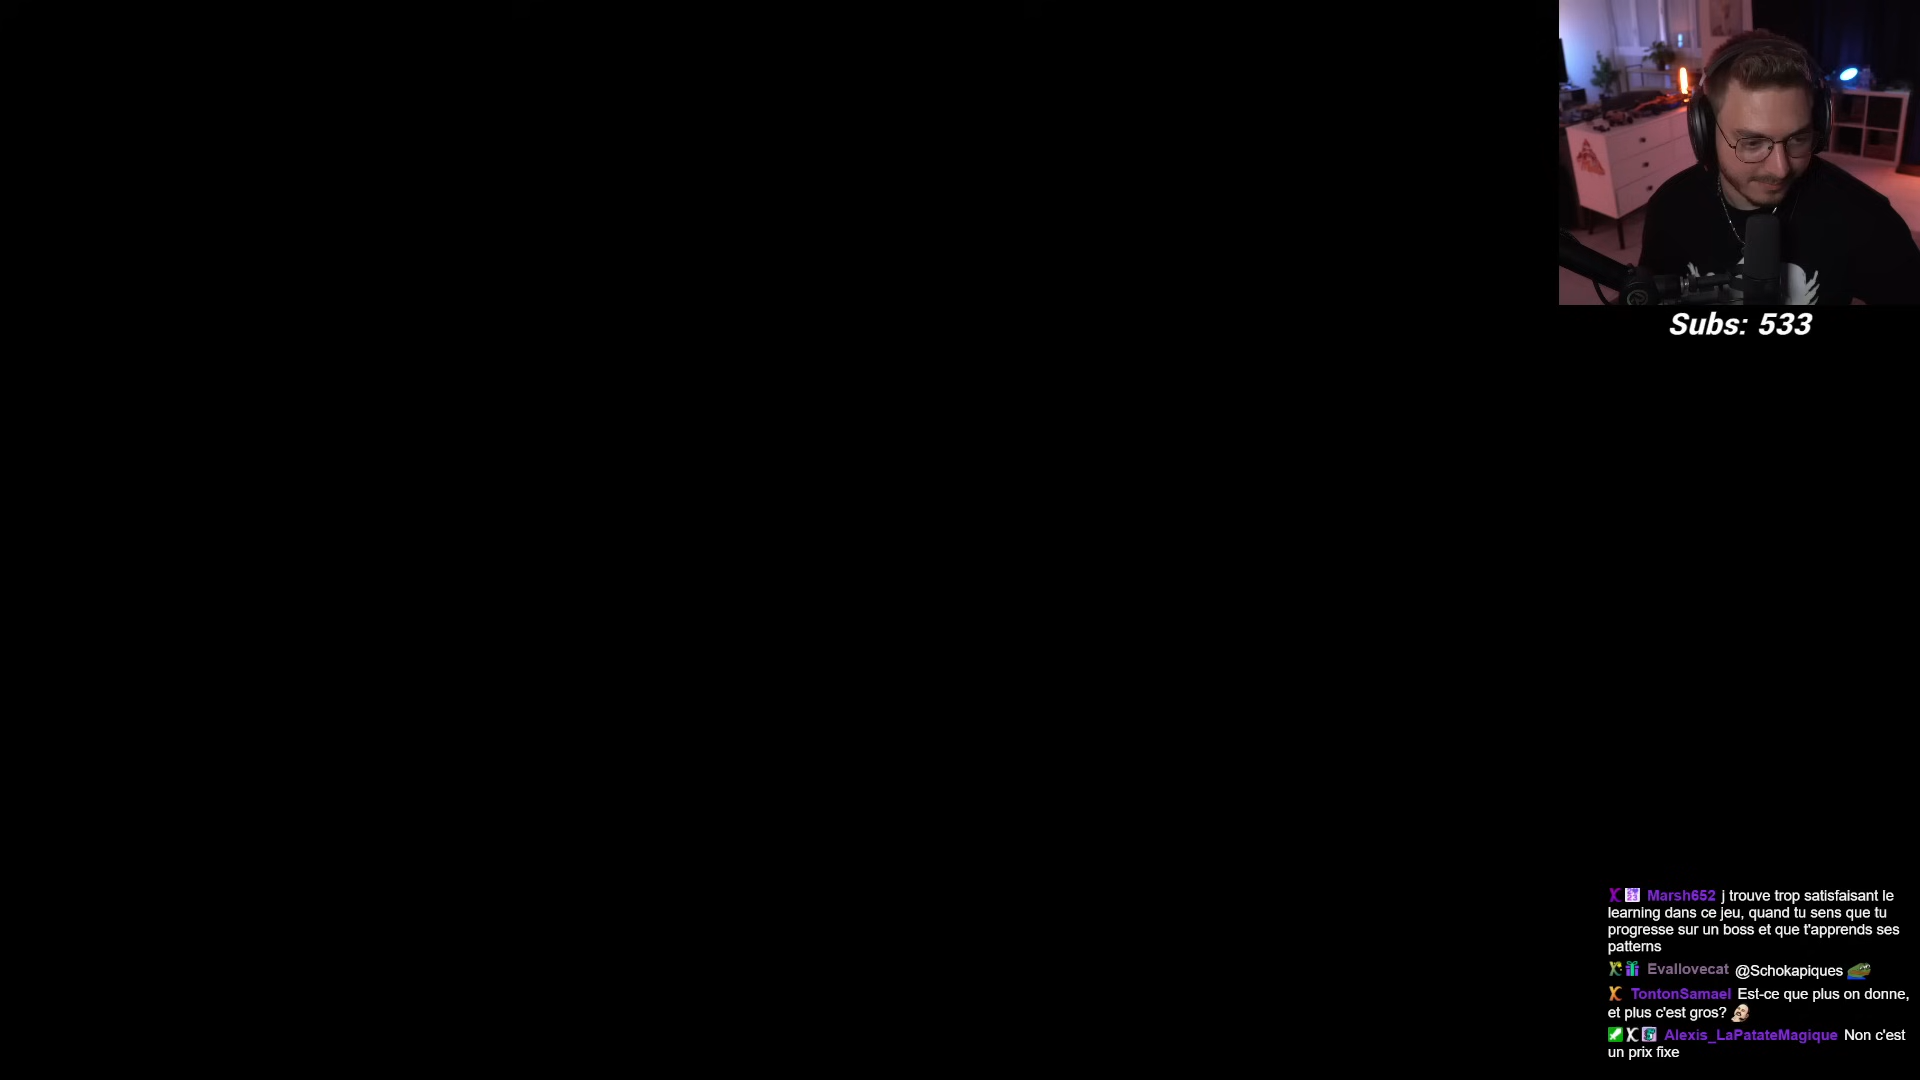 Subs: 533
Marsh652 j trouve trop satisfaisant le
learning dans ce jeu, quand tu sens que tu
progresse sur un boss et que t'apprends ses
patterns
Evallovecat @Schokapiques
TontonSamael Est-ce que plus on donne,
et plus c'est gros?
Alexis_LaPatateMagique Non c'est
un prix fixe